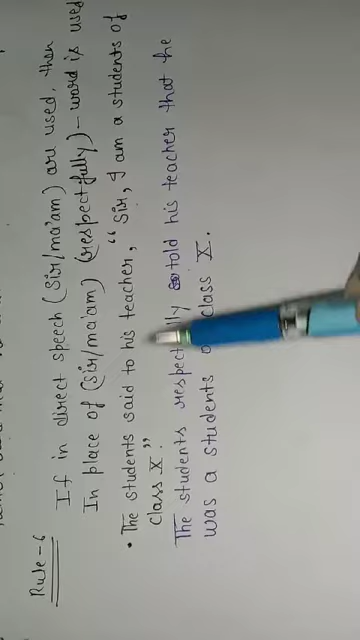 Rule-6
If in direct speech (Sir/ma'am) are used, then
In place of (Sir/ma'am) (respectfully) - word is used
• The students said to his teacher, "Sir, I am a students of
Class X."
The students told his teacher that he
was a students class X.